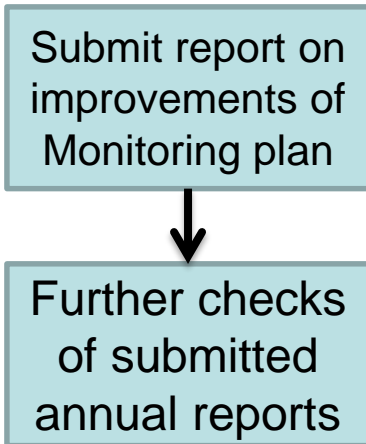 Submit report on
improvements of
Monitoring plan
Further checks
of submitted
annual reports